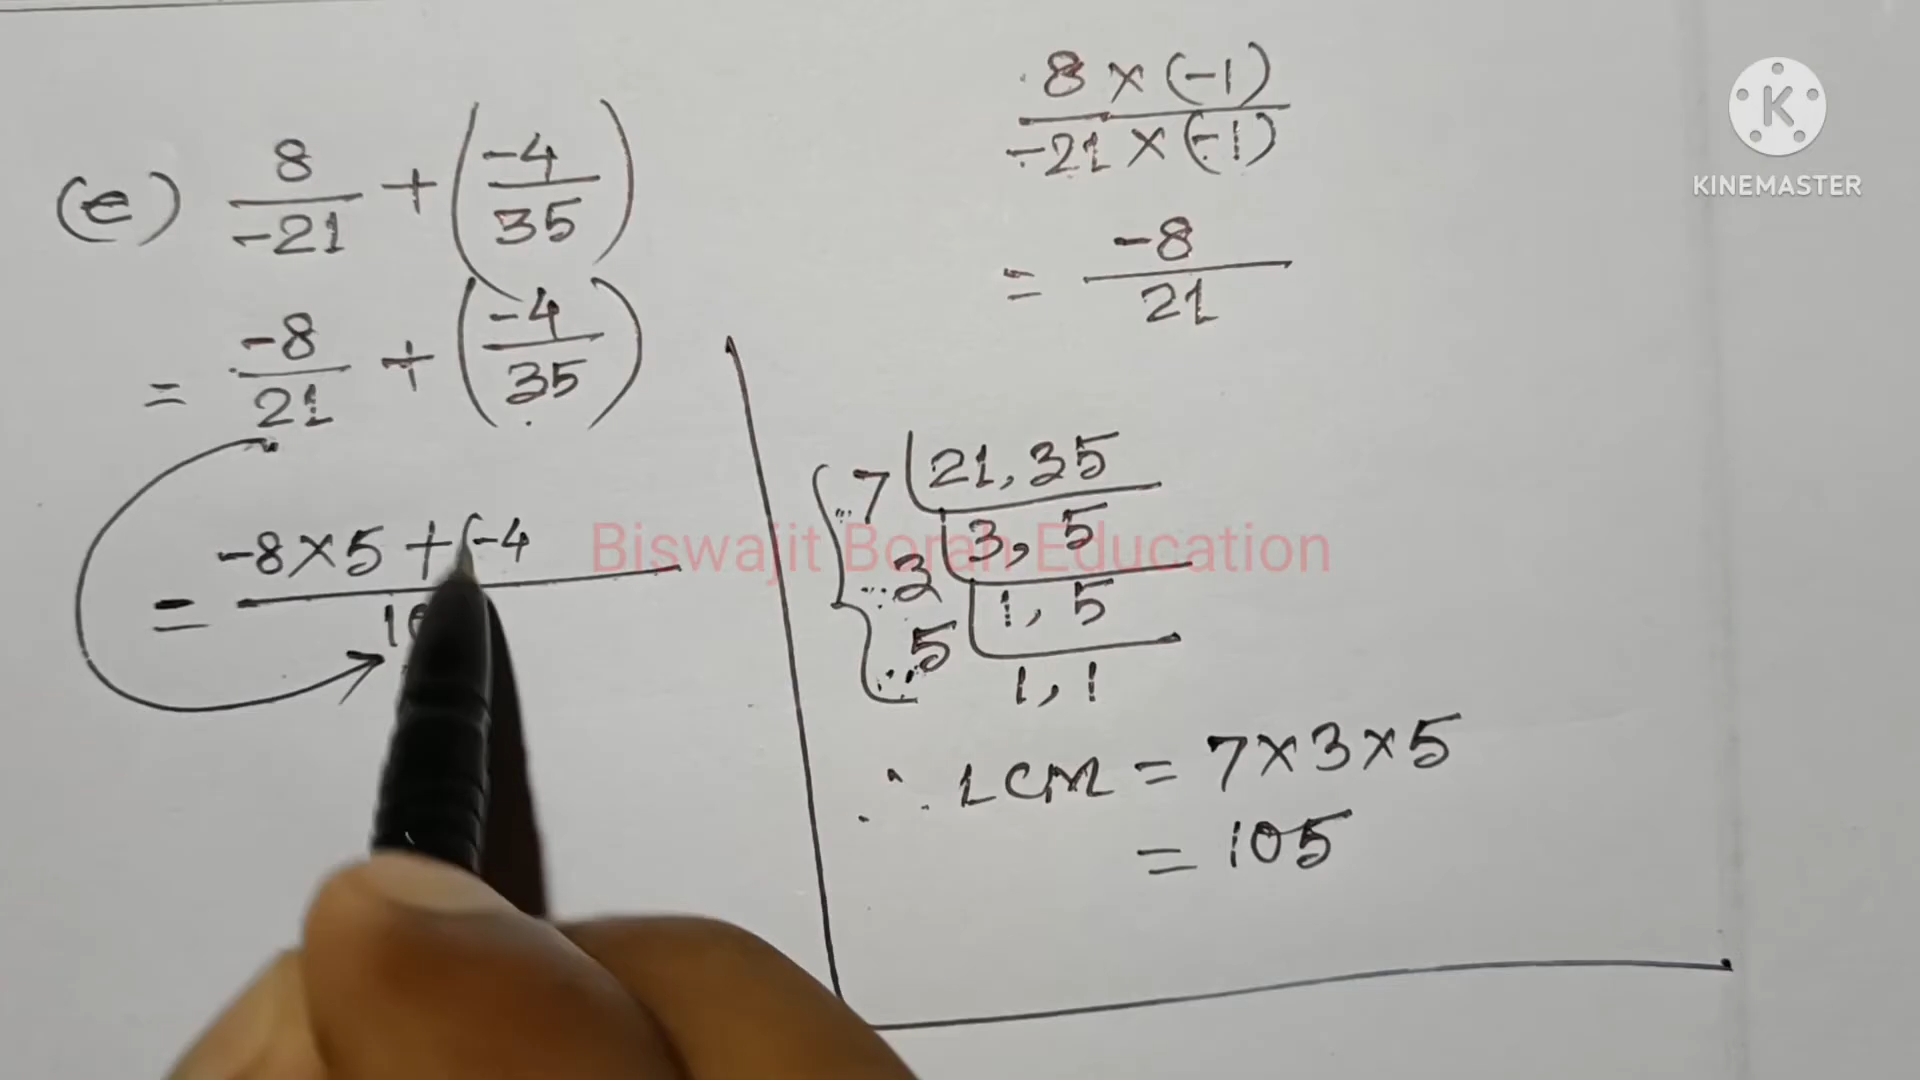 (e) 8/-21 + (-4/35)
= -8/21 + (-4/35)
= -8×5 + (-4
8 × (-1)
-21 × (-1)
= -8/21
7 | 21, 35
3 | 3, 5
5 | 1, 5
1, 1
∴ LCM = 7×3×5
= 105
KINEMASTER
Biswajit Borah Education